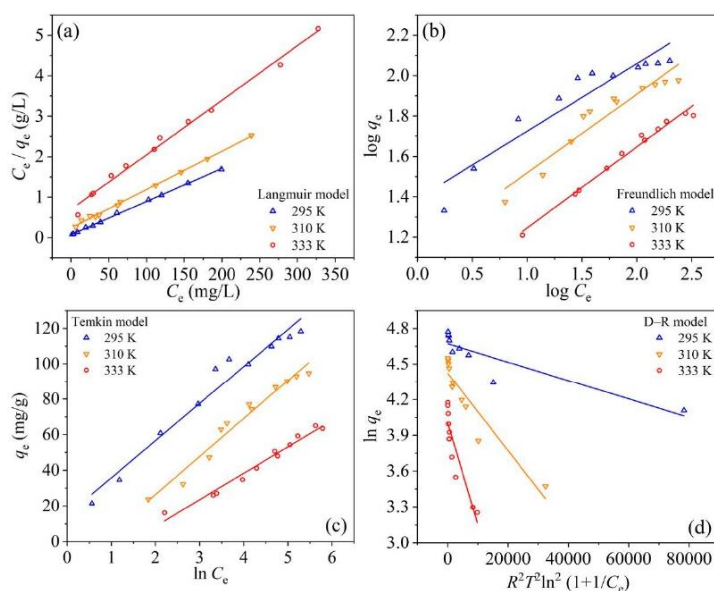 (a)
C_e / q_e (g/L)
5
4
3
2
1
0
Langmuir model
295 K
310 K
333 K
0 50 100 150 200 250 300 350
C_e (mg/L)
(b)
log q_e
2.2
2.0
1.8
1.6
1.4
1.2
Freundlich model
295 K
310 K
333 K
0.0 0.5 1.0 1.5 2.0 2.5
log C_e
Temkin model
295 K
310 K
333 K
q_e (mg/g)
120
100
80
60
40
20
0
(c)
0 1 2 3 4 5 6
ln C_e
D–R model
295 K
310 K
333 K
ln q_e
4.8
4.5
4.2
3.9
3.6
3.3
3.0
(d)
0 20000 40000 60000 80000
R²T²ln² (1+1/C_e)